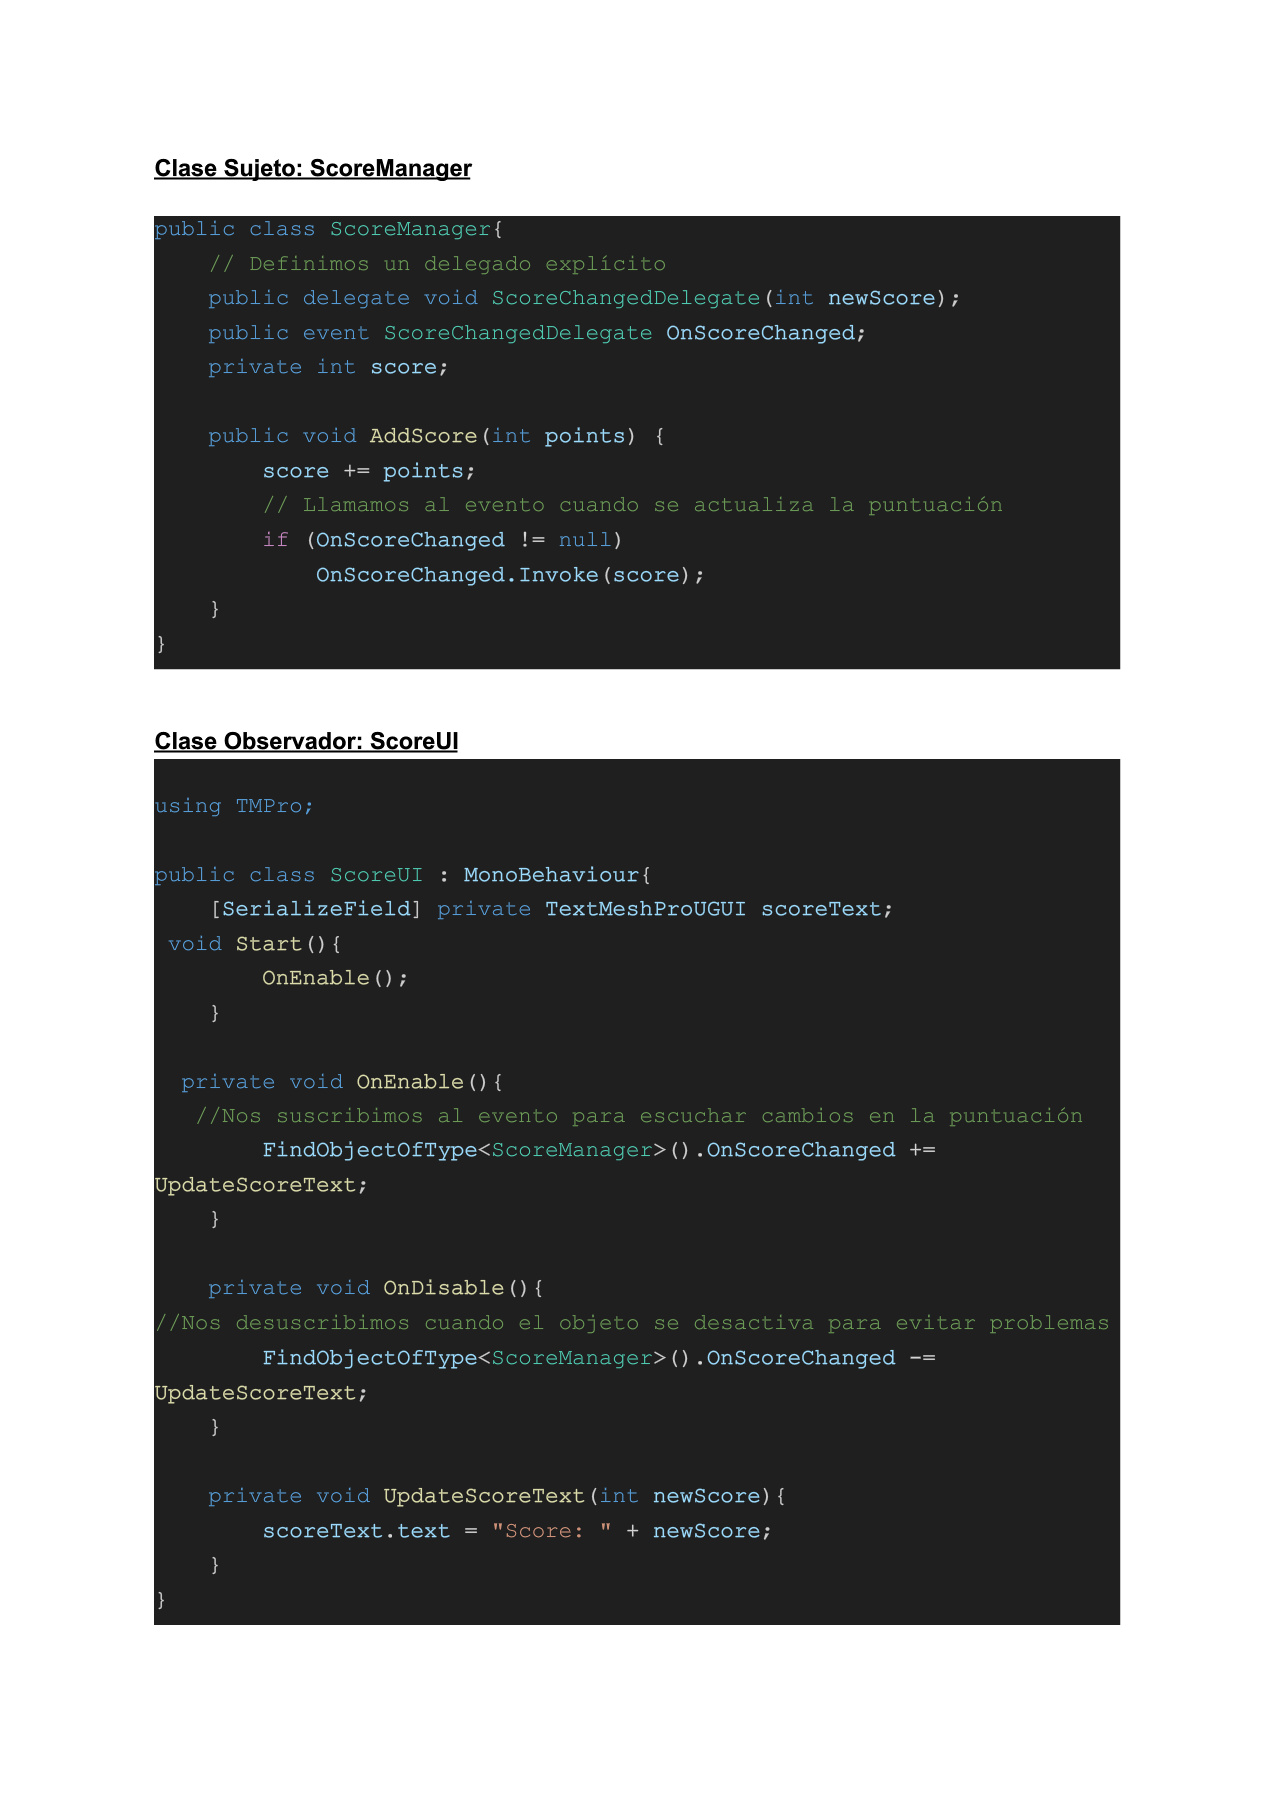 Clase Sujeto: ScoreManager
public class ScoreManager{
    // Definimos un delegado explícito
    public delegate void ScoreChangedDelegate(int newScore);
    public event ScoreChangedDelegate OnScoreChanged;
    private int score;

    public void AddScore(int points) {
        score += points;
        // Llamamos al evento cuando se actualiza la puntuación
        if (OnScoreChanged != null)
            OnScoreChanged.Invoke(score);
    }
}

Clase Observador: ScoreUI
using TMPro;

public class ScoreUI : MonoBehaviour{
    [SerializeField] private TextMeshProUGUI scoreText;
 void Start(){
        OnEnable();
    }

  private void OnEnable(){
   //Nos suscribimos al evento para escuchar cambios en la puntuación
        FindObjectOfType<ScoreManager>().OnScoreChanged +=
UpdateScoreText;
    }

    private void OnDisable(){
//Nos desuscribimos cuando el objeto se desactiva para evitar problemas
        FindObjectOfType<ScoreManager>().OnScoreChanged -=
UpdateScoreText;
    }

    private void UpdateScoreText(int newScore){
        scoreText.text = "Score: " + newScore;
    }
}